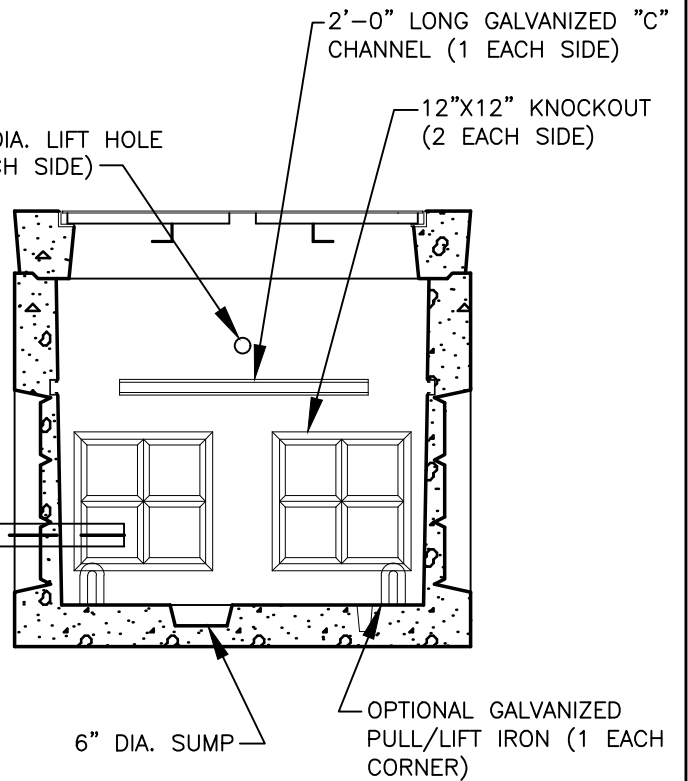 2'-0" LONG GALVANIZED "C"
CHANNEL (1 EACH SIDE)
12"X12" KNOCKOUT
(2 EACH SIDE)
DIA. LIFT HOLE
SIDE)
6" DIA. SUMP
OPTIONAL GALVANIZED
PULL/LIFT IRON (1 EACH
CORNER)